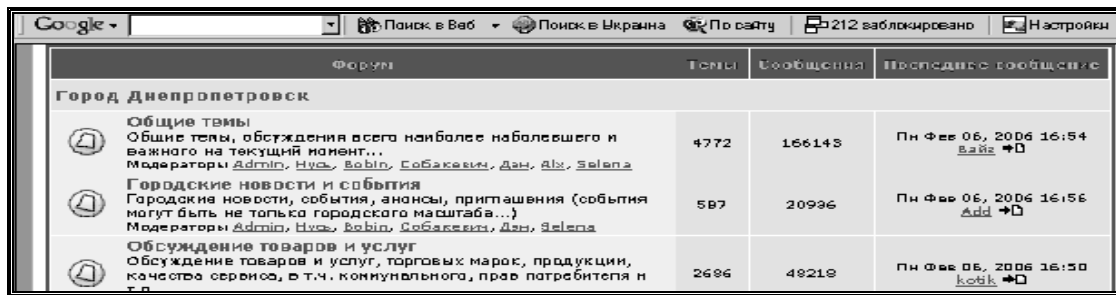 Google
Поиск в Веб
Поиск в Украина
По сайту
212 заблокировано
Настройки
Форум Темы Сообщения Последнее сообщение
Город Днепропетровск
Общие темы
Общие темы, обсуждения всего наиболее наболевшего и
важного на текущий момент...
Модераторы Admin, Нусь, Bobin, Собакевич, Дэн, Alx, Selena
4772 166143
Пн Фев 06, 2006 16:54
Вайг
Городские новости и события
Городские новости, события, анонсы, приглашения (события
могут быть не только городского масштаба...)
Модераторы Admin, Нусь, Bobin, Собакевич, Дэн, Selena
587 20936
Пн Фев 06, 2006 16:56
Add
Обсуждение товаров и услуг
Обсуждение товаров и услуг, торговых марок, продукции,
качества сервиса, в т.ч. коммунального, прав потребителя и
т.п.
2686 48218
Пн Фев 06, 2006 16:50
kotik